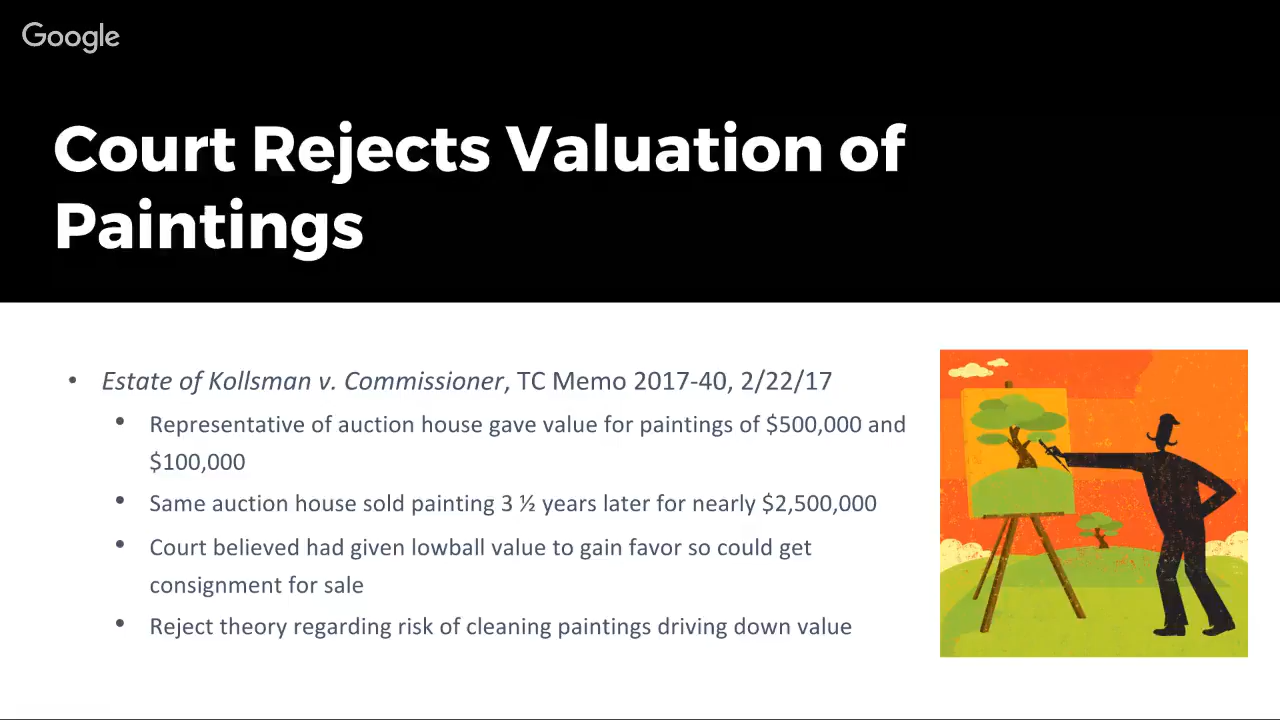 Google
Court Rejects Valuation of
Paintings
• Estate of Kollsman v. Commissioner, TC Memo 2017-40, 2/22/17
• Representative of auction house gave value for paintings of $500,000 and
$100,000
• Same auction house sold painting 3 ½ years later for nearly $2,500,000
• Court believed had given lowball value to gain favor so could get
consignment for sale
• Reject theory regarding risk of cleaning paintings driving down value